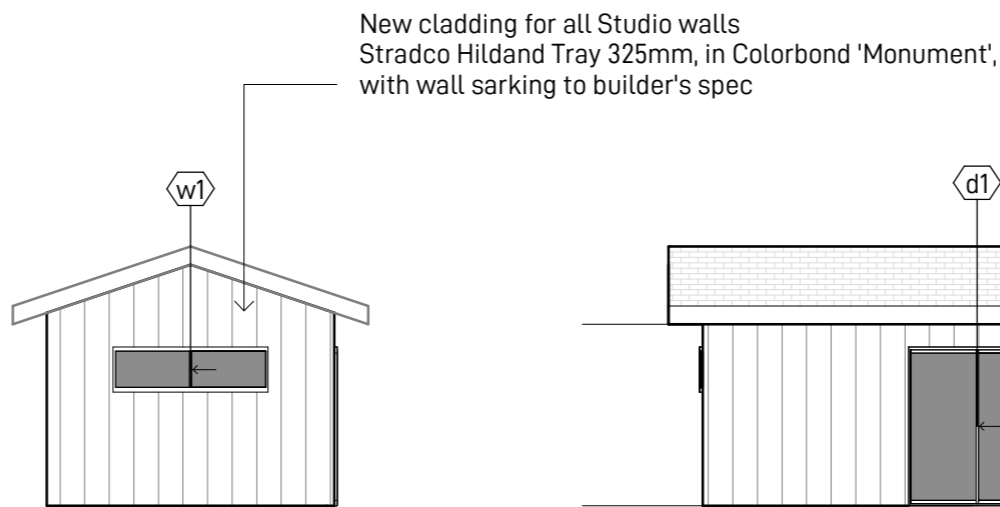 New cladding for all Studio walls
Stradco Hildand Tray 325mm, in Colorbond 'Monument',
with wall sarking to builder's spec
w1
d1